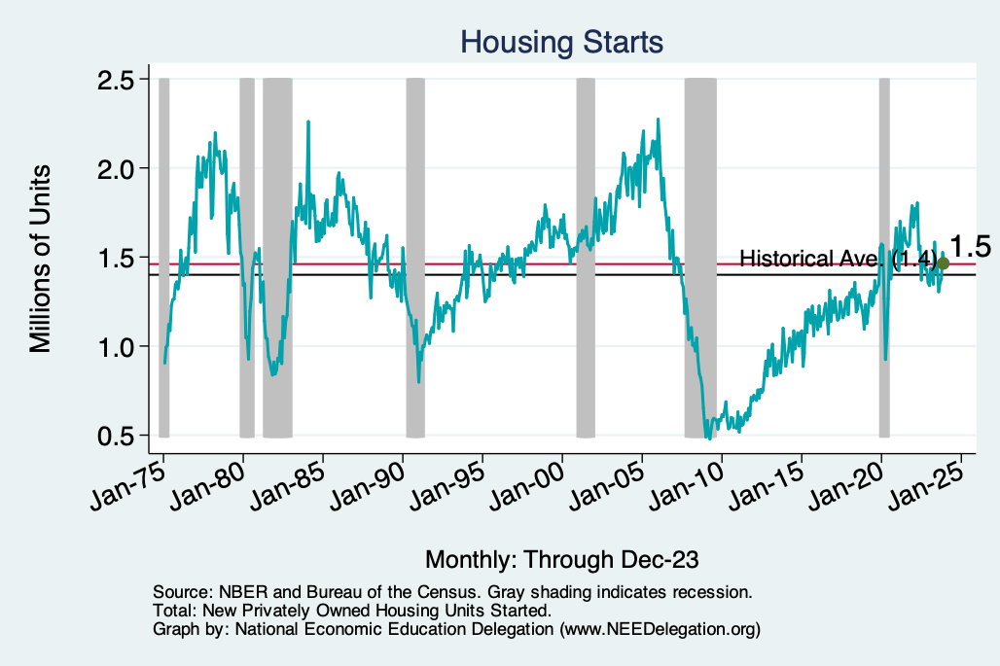 Housing Starts
Millions of Units
2.5
2.0
1.5
1.0
0.5
Historical Ave. (1.4)
1.5
Jan-75
Jan-80
Jan-85
Jan-90
Jan-95
Jan-00
Jan-05
Jan-10
Jan-15
Jan-20
Jan-25
Monthly: Through Dec-23
Source: NBER and Bureau of the Census. Gray shading indicates recession.
Total: New Privately Owned Housing Units Started.
Graph by: National Economic Education Delegation (www.NEEDelegation.org)